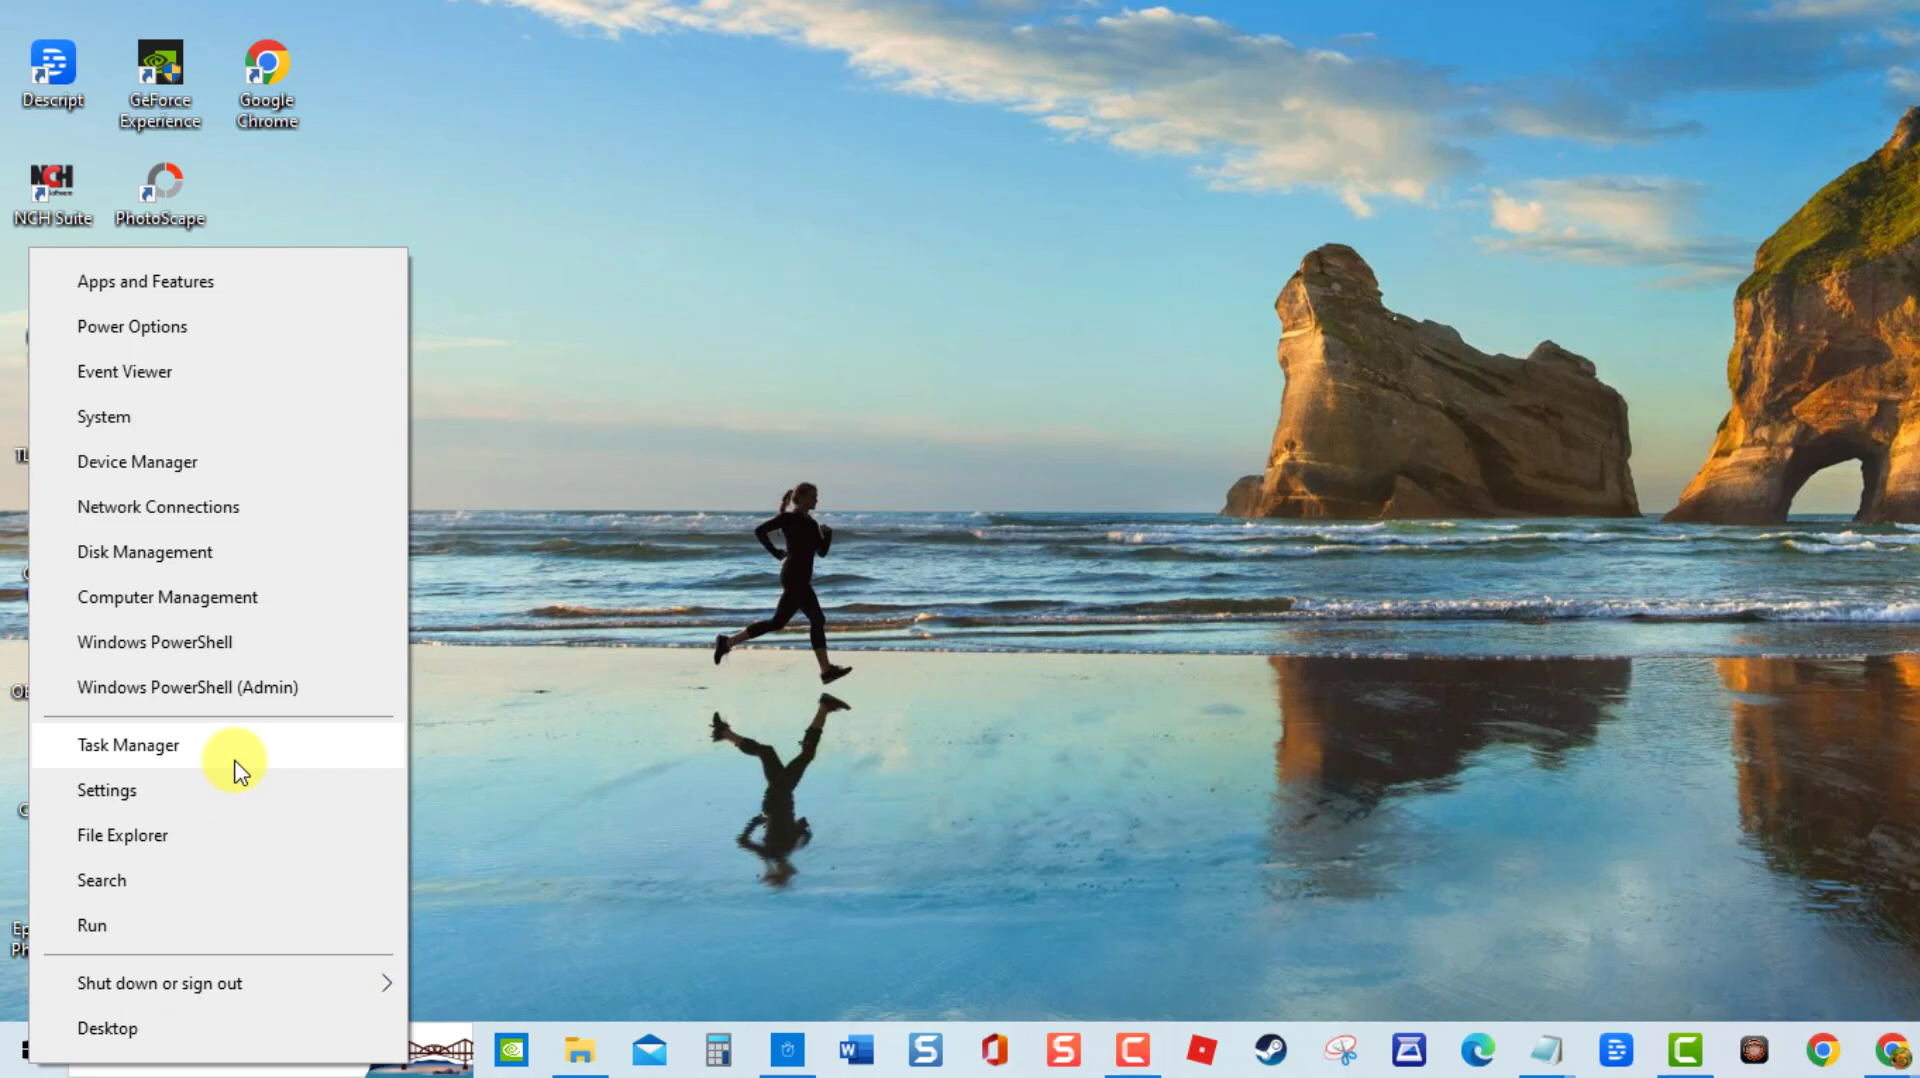 Descript
GeForce
Experience
Google
Chrome
NCH Suite
PhotoScape
Apps and Features
Power Options
Event Viewer
System
Device Manager
Network Connections
Disk Management
Computer Management
Windows PowerShell
Windows PowerShell (Admin)
Task Manager
Settings
File Explorer
Search
Run
Shut down or sign out
Desktop